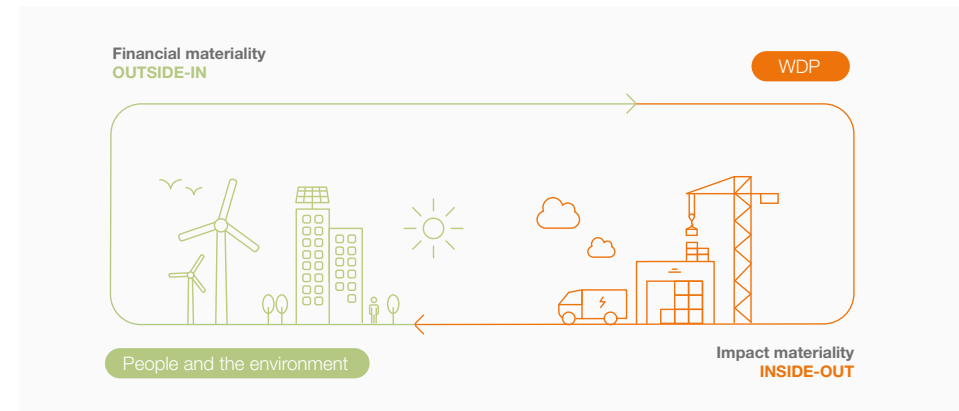 Financial materiality
OUTSIDE-IN
WDP
People and the environment
Impact materiality
INSIDE-OUT